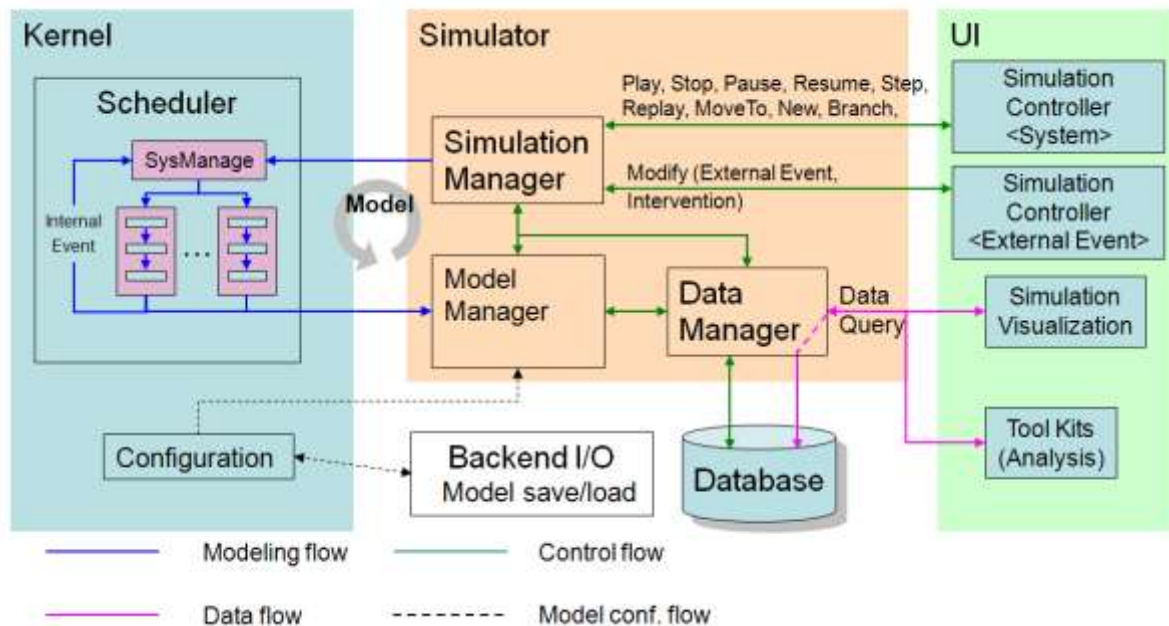 Kernel
Simulator
UI
Scheduler
SysManage
Internal
Event
...
Model
Play, Stop, Pause, Resume, Step,
Replay, MoveTo, New, Branch,
Simulation
Manager
Modify (External Event,
Intervention)
Model
Manager
Data
Manager
Data
Query
Simulation
Controller
<System>
Simulation
Controller
<External Event>
Simulation
Visualization
Tool Kits
(Analysis)
Configuration
Backend I/O
Model save/load
Database
Modeling flow
Control flow
Data flow
Model conf. flow